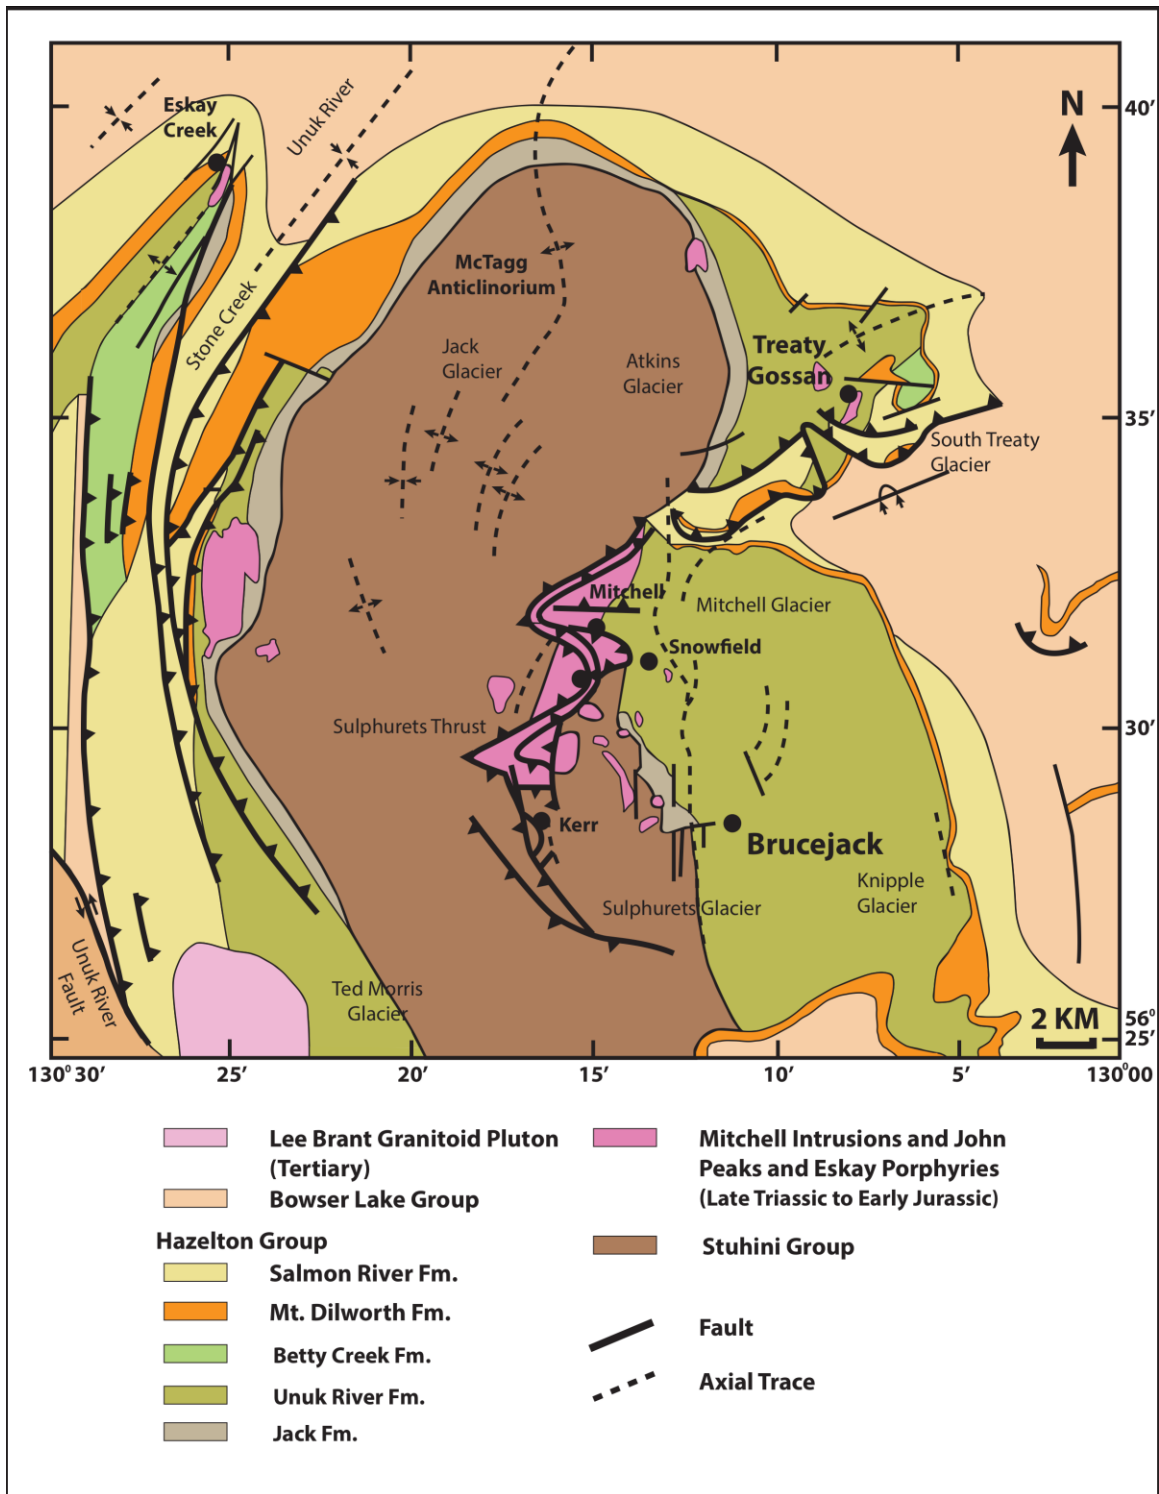 N
40′
Eskay
Creek
Unuk River
McTagg
Anticlinorium
Stone Creek
Jack
Glacier
Atkins
Glacier
Treaty
Gossan
35′
South Treaty
Glacier
Mitchell
Mitchell Glacier
Snowfield
Sulphurets Thrust
30′
Kerr
Brucejack
Knipple
Glacier
Sulphurets Glacier
Unuk River
Fault
Ted Morris
Glacier
2 KM
56⁰
25′
130⁰ 30′
25′
20′
15′
10′
5′
130⁰00
Lee Brant Granitoid Pluton
(Tertiary)
Bowser Lake Group
Hazelton Group
Salmon River Fm.
Mt. Dilworth Fm.
Betty Creek Fm.
Unuk River Fm.
Jack Fm.
Mitchell Intrusions and John
Peaks and Eskay Porphyries
(Late Triassic to Early Jurassic)
Stuhini Group
Fault
Axial Trace